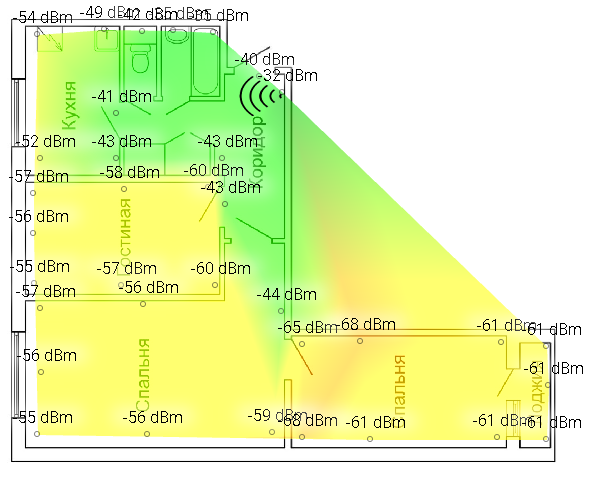 -54 dBm
-49 dBm
-42 dBm
-35 dBm
-35 dBm
-40 dBm
-32 dBm
-41 dBm
Кухня
-52 dBm
-43 dBm
-43 dBm
Коридор
-57 dBm
-58 dBm
-60 dBm
-43 dBm
-56 dBm
Гостиная
-55 dBm
-57 dBm
-60 dBm
-57 dBm
-56 dBm
-44 dBm
-65 dBm
-68 dBm
-61 dBm
-61 dBm
-56 dBm
Спальня
-61 dBm
-55 dBm
-56 dBm
-59 dBm
-68 dBm
-61 dBm
-61 dBm
-61 dBm